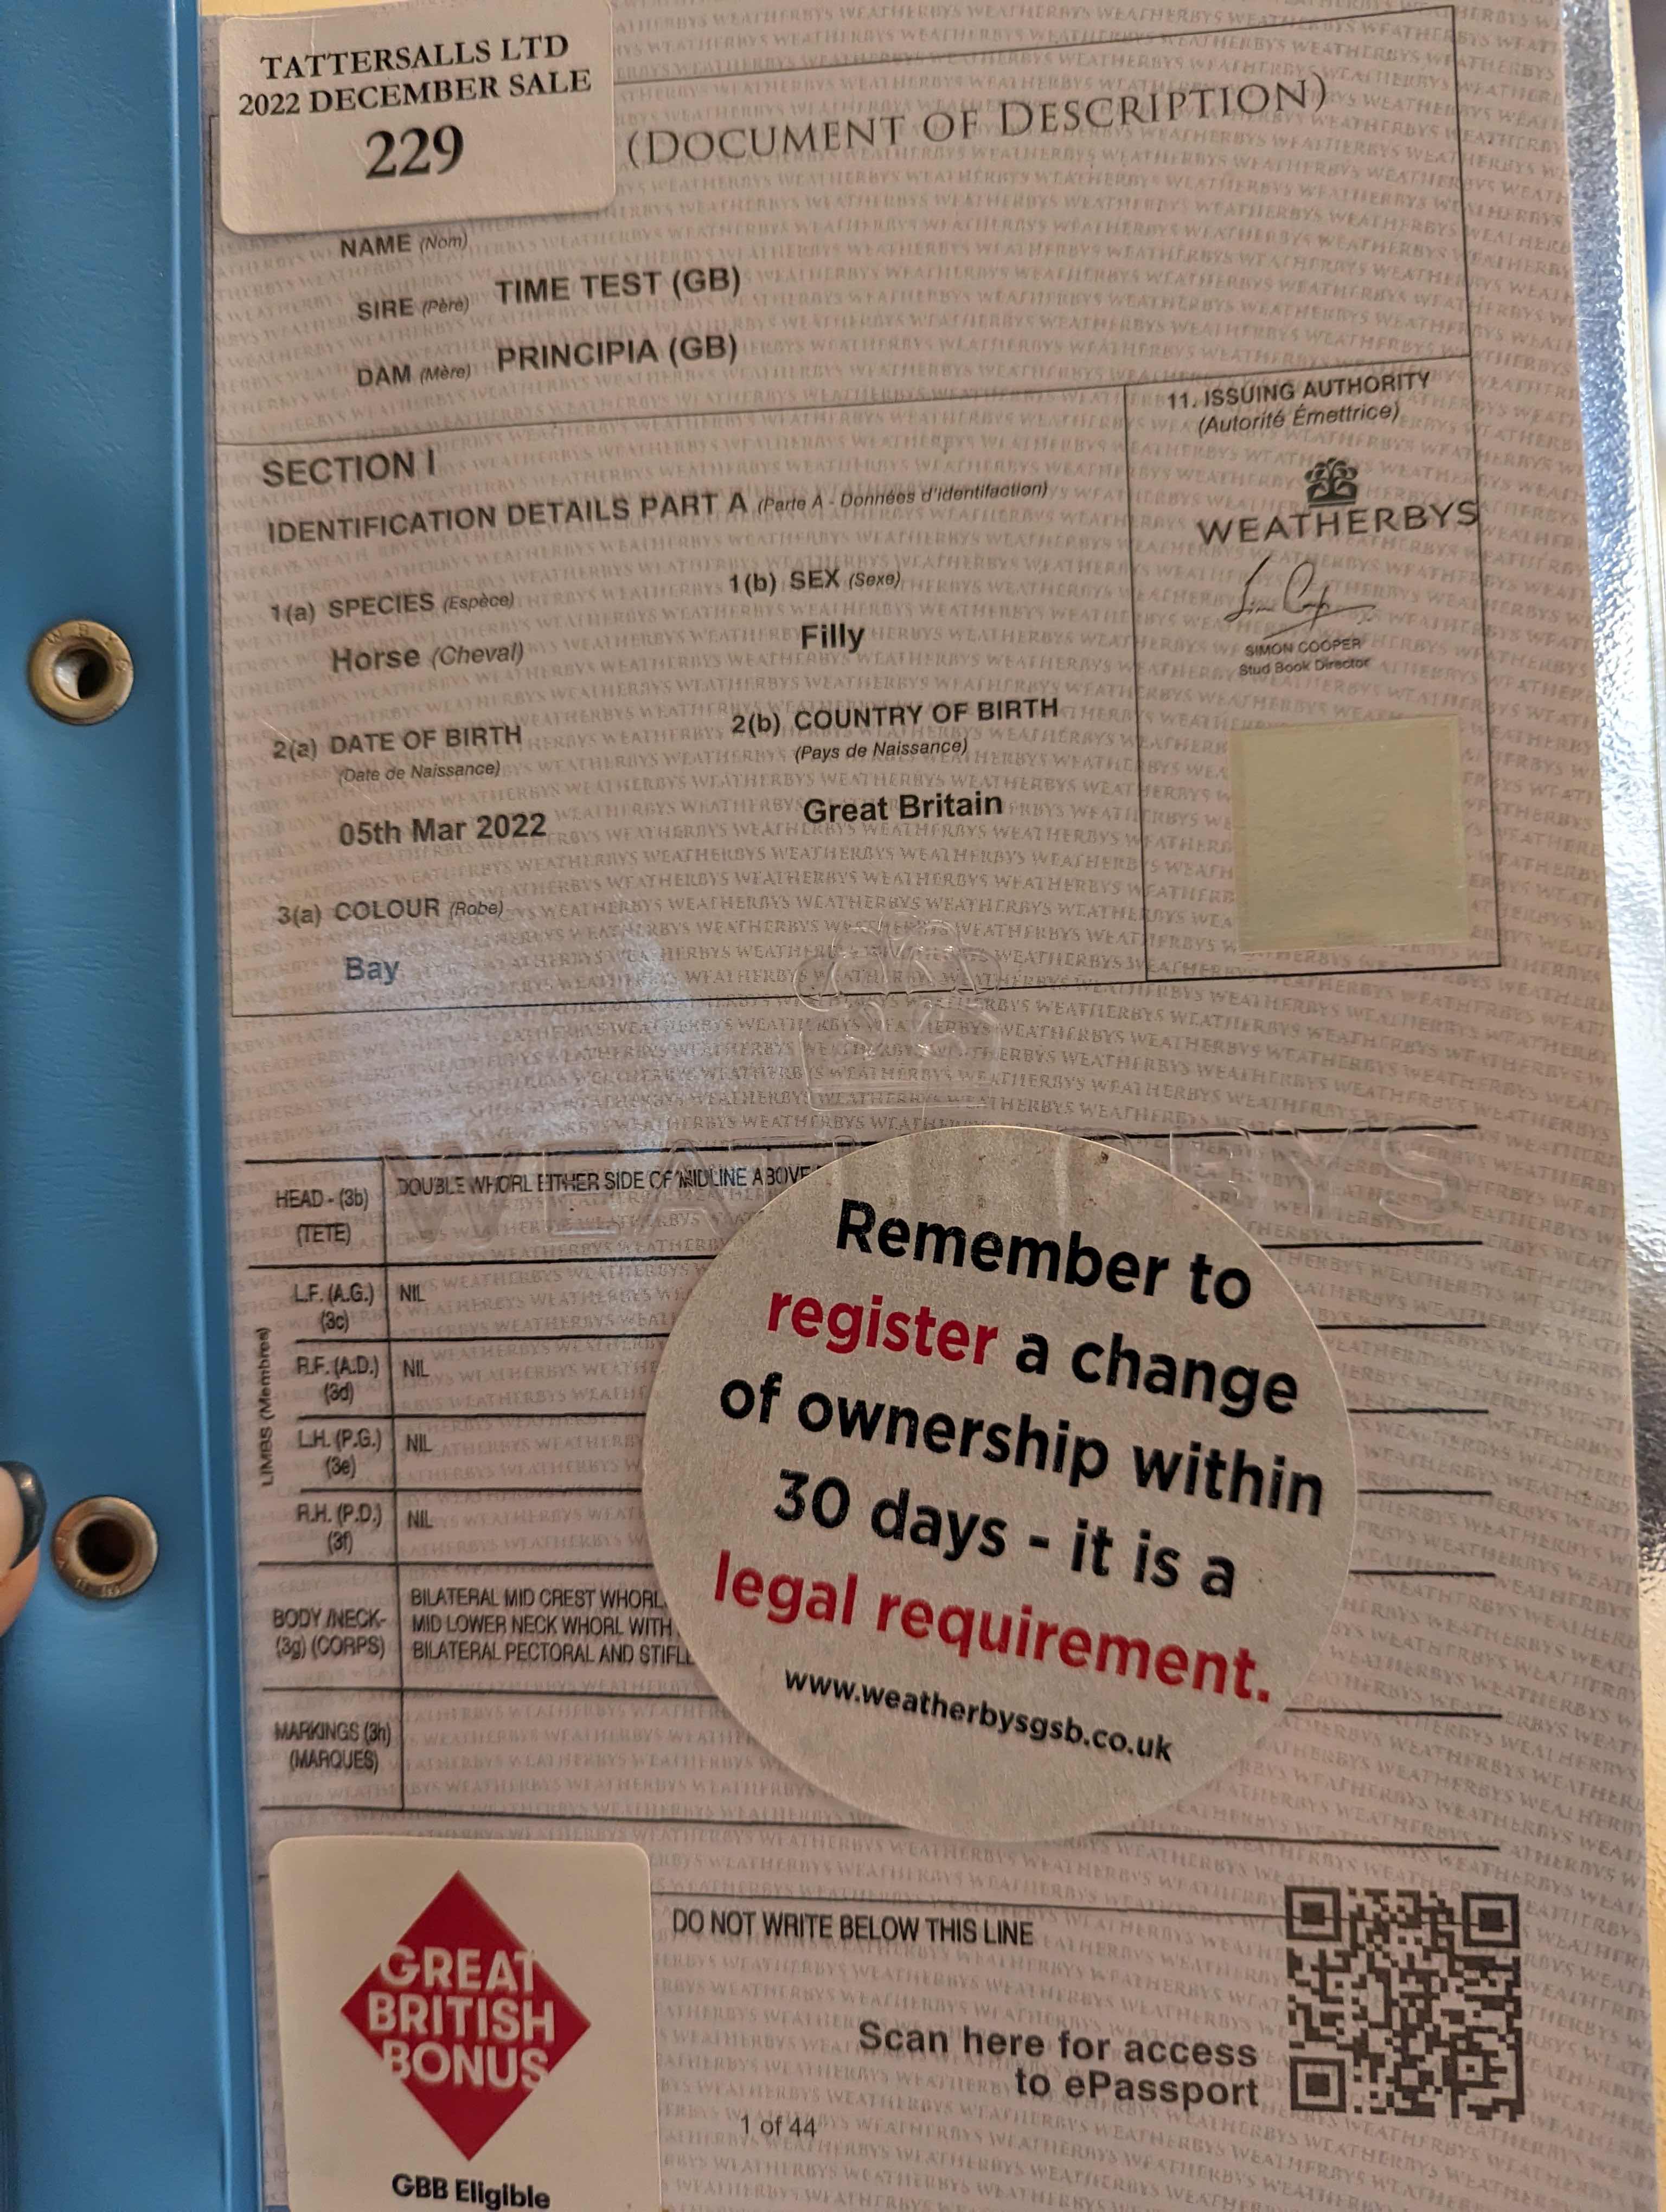 TATTERSALLS LTD
2022 DECEMBER SALE
229
(DOCUMENT OF DESCRIPTION)
NAME (Nom)
SIRE (Père) TIME TEST (GB)
DAM (Mère) PRINCIPIA (GB)
11. ISSUING AUTHORITY
(Autorité Émettrice)
WEATHERBYS
SIMON COOPER
Stud Book Director
SECTION I
IDENTIFICATION DETAILS PART A (Parte A - Données d'identifaction)
1(a) SPECIES (Espèce)
Horse (Cheval)
1(b) SEX (Sexe)
Filly
2(a) DATE OF BIRTH
(Date de Naissance)
05th Mar 2022
2(b) COUNTRY OF BIRTH
(Pays de Naissance)
Great Britain
3(a) COLOUR (Robe)
Bay
WEATHERBYS
HEAD - (3b)
(TETE)
DOUBLE WHORL EITHER SIDE OF MIDLINE ABOVE
LIMBS (Membres)
L.F. (A.G.) NIL
(3c)
R.F. (A.D.) NIL
(3d)
L.H. (P.G.) NIL
(3e)
R.H. (P.D.) NIL
(3f)
BODY /NECK-
(3g) (CORPS)
BILATERAL MID CREST WHORL
MID LOWER NECK WHORL WITH
BILATERAL PECTORAL AND STIFL
MARKINGS (3h)
(MARQUES)
Remember to
register a change
of ownership within
30 days - it is a
legal requirement.
www.weatherbysgsb.co.uk
GREAT
BRITISH
BONUS
GBB Eligible
DO NOT WRITE BELOW THIS LINE
Scan here for access
to ePassport
1 of 44